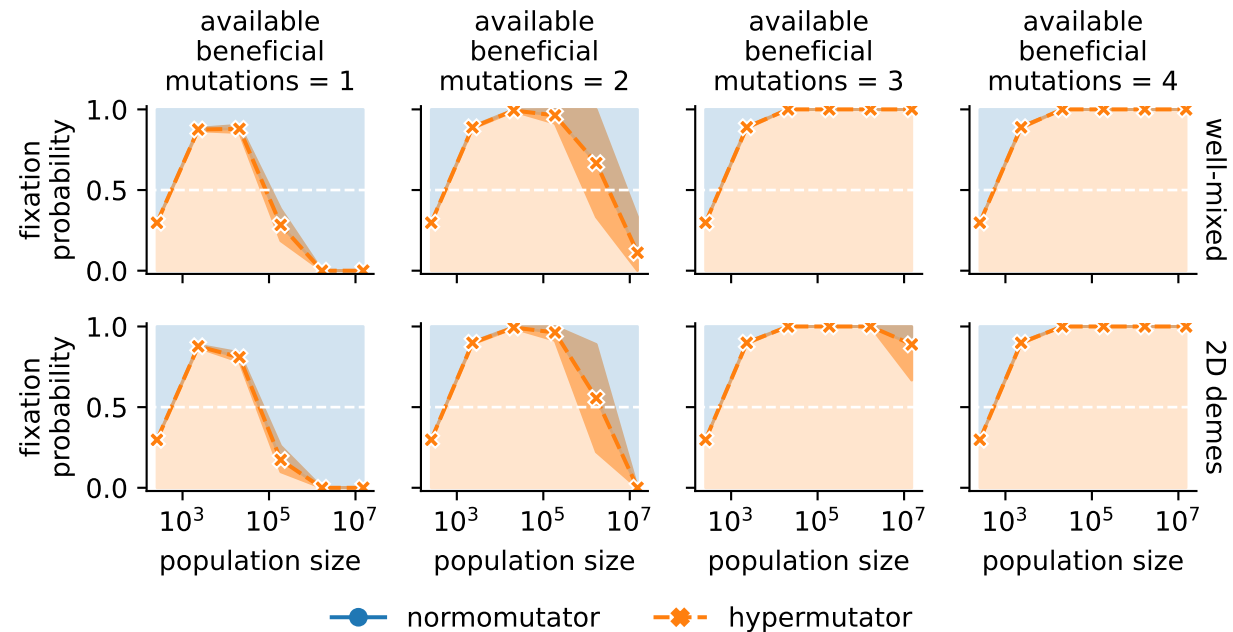 available
beneficial
mutations = 1
available
beneficial
mutations = 2
available
beneficial
mutations = 3
available
beneficial
mutations = 4
fixation
probability
1.0
0.5
0.0
well-mixed
fixation
probability
1.0
0.5
0.0
2D demes
10³ 10⁵ 10⁷
10³ 10⁵ 10⁷
10³ 10⁵ 10⁷
10³ 10⁵ 10⁷
population size
population size
population size
population size
normomutator
hypermutator